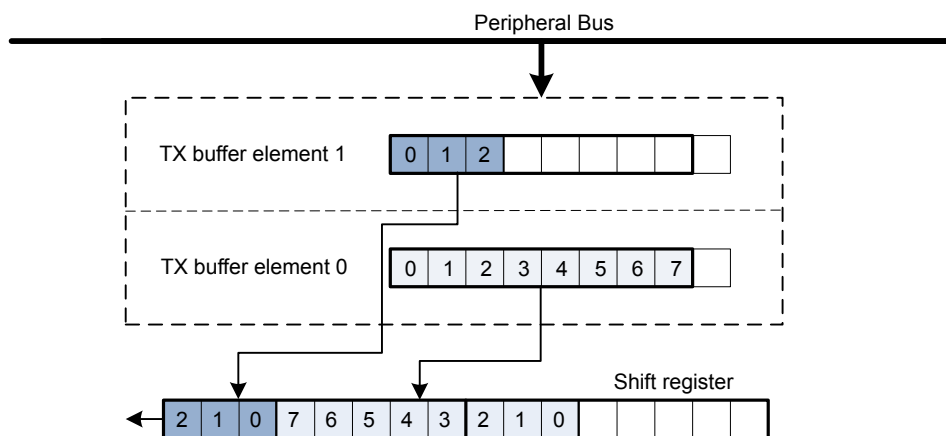 Peripheral Bus
TX buffer element 1
0 1 2
TX buffer element 0
0 1 2 3 4 5 6 7
Shift register
2 1 0 7 6 5 4 3 2 1 0